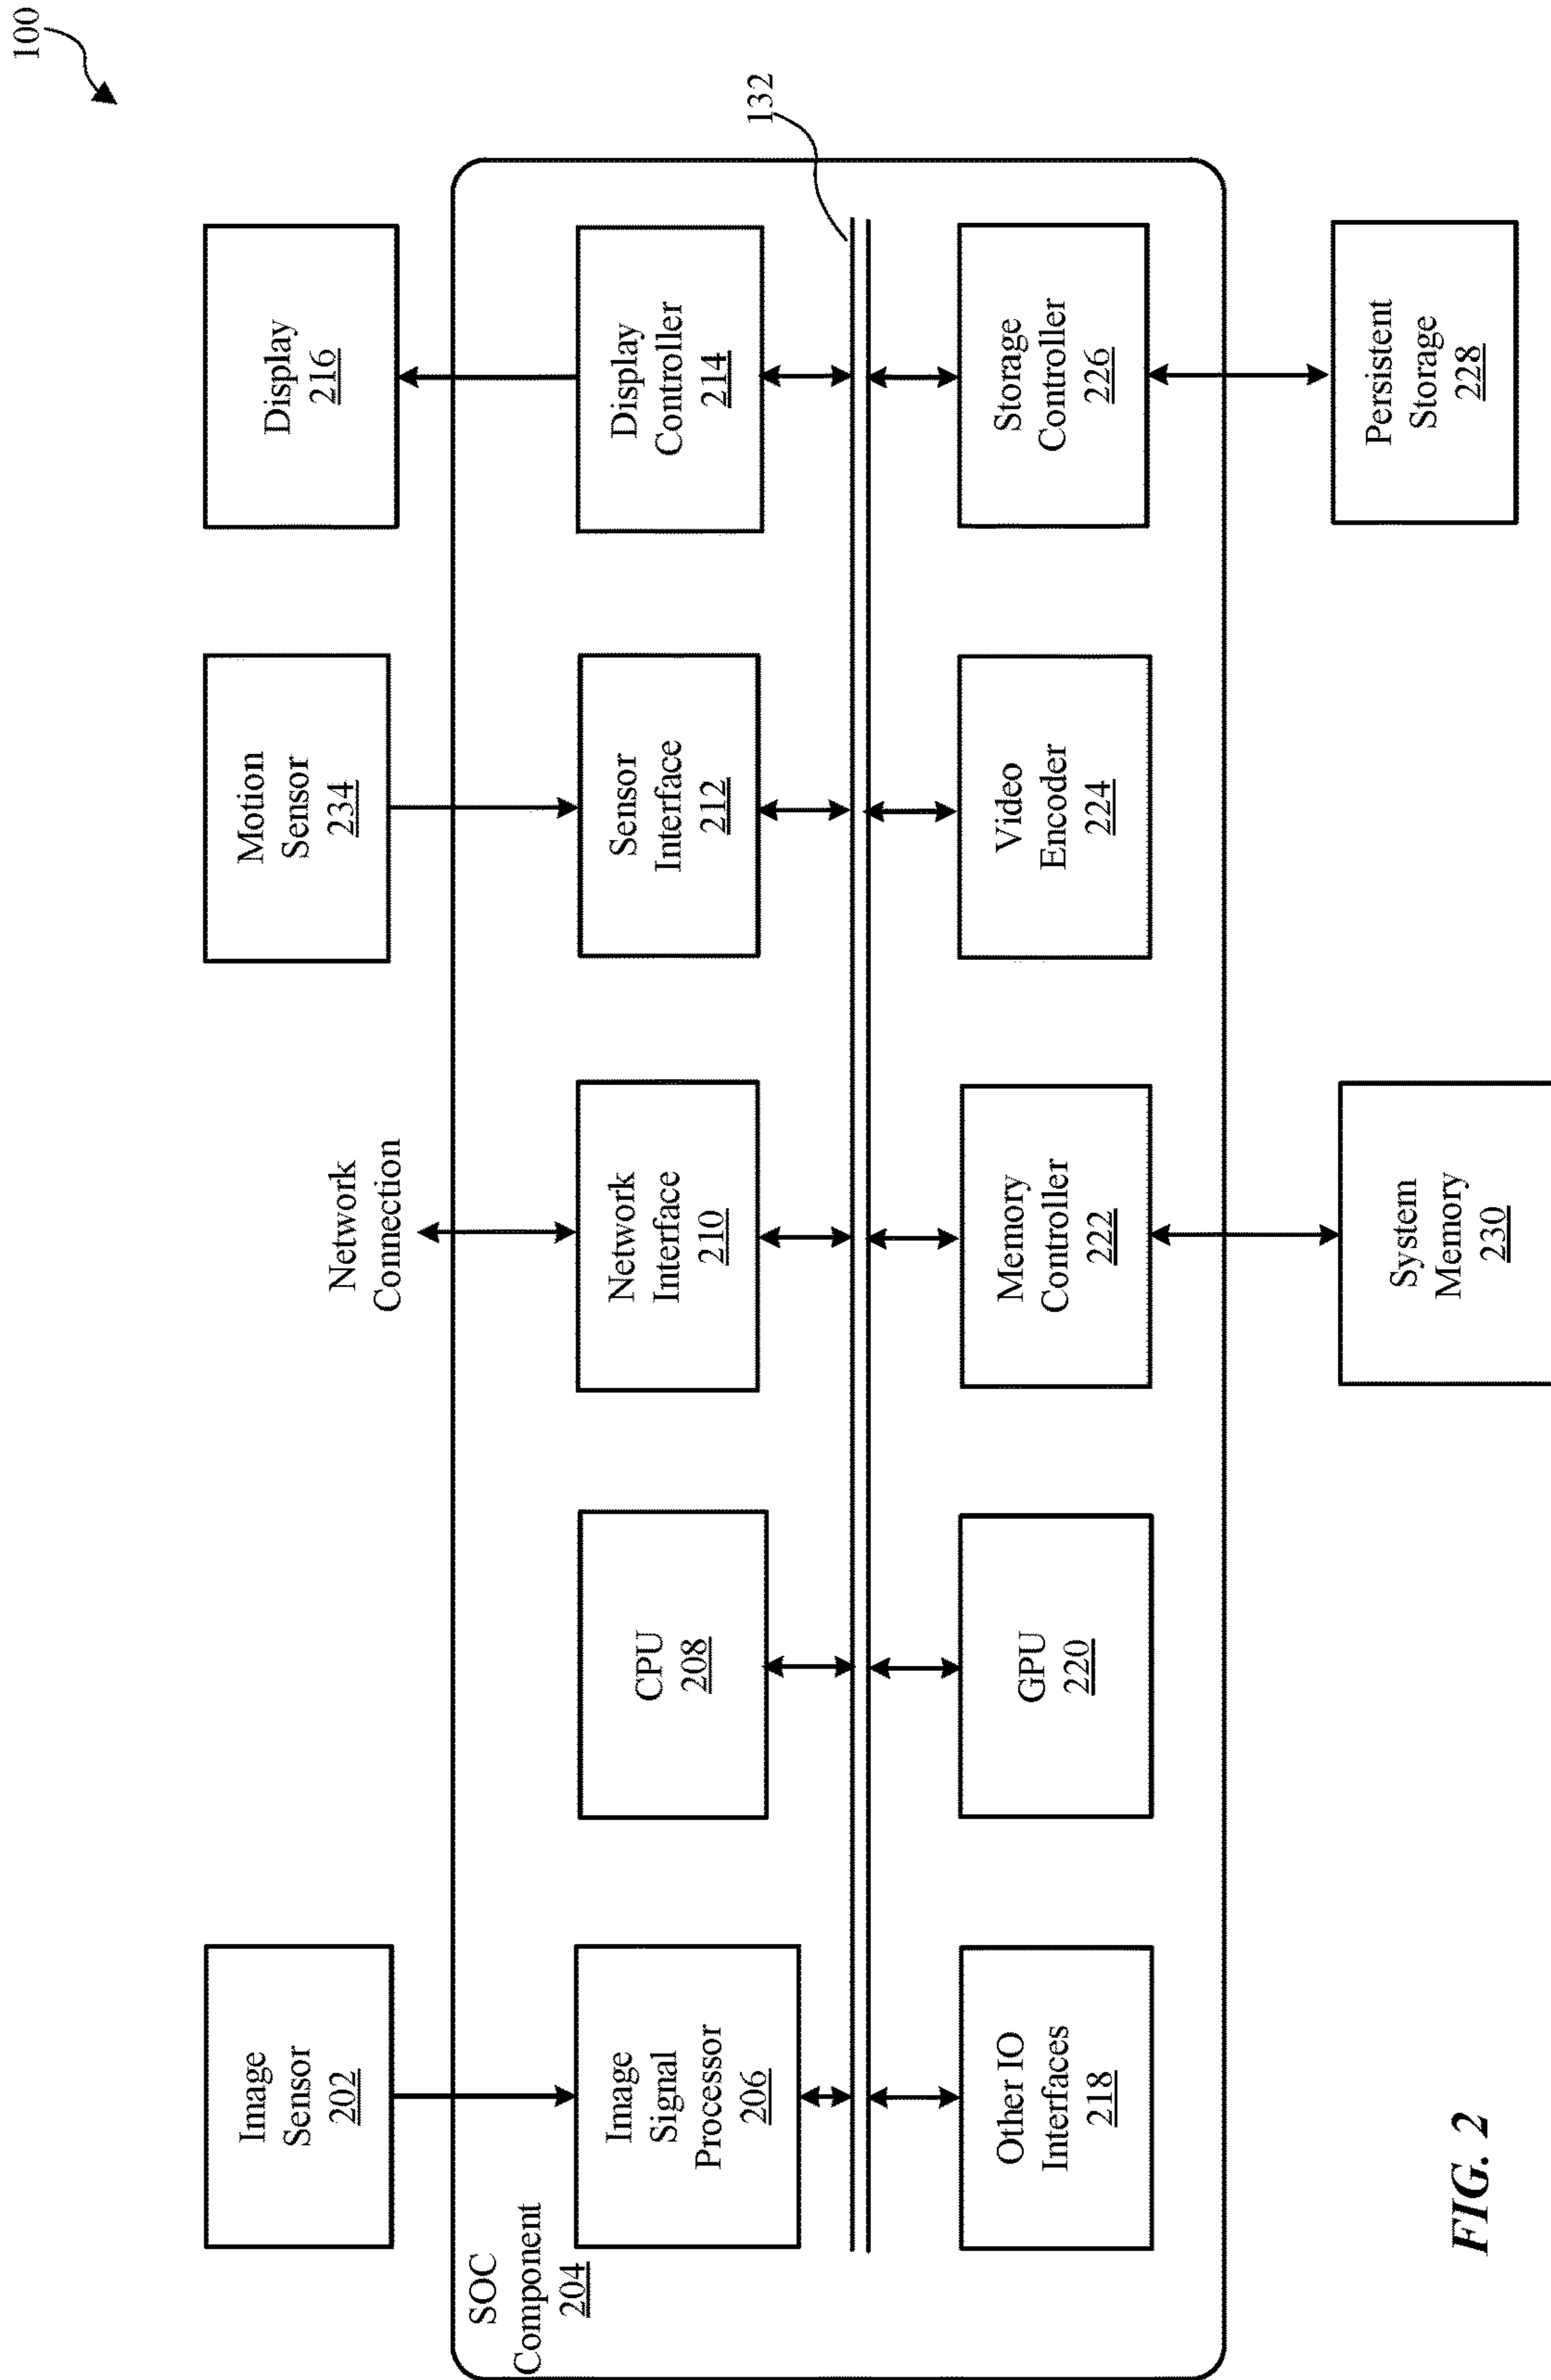 100
Image
Sensor
202
Network
Connection
Motion
Sensor
234
Display
216
SOC
Component
204
132
Image
Signal
Processor
206
CPU
208
Network
Interface
210
Sensor
Interface
212
Display
Controller
214
Other IO
Interfaces
218
GPU
220
Memory
Controller
222
Video
Encoder
224
Storage
Controller
226
System
Memory
230
Persistent
Storage
228
FIG. 2